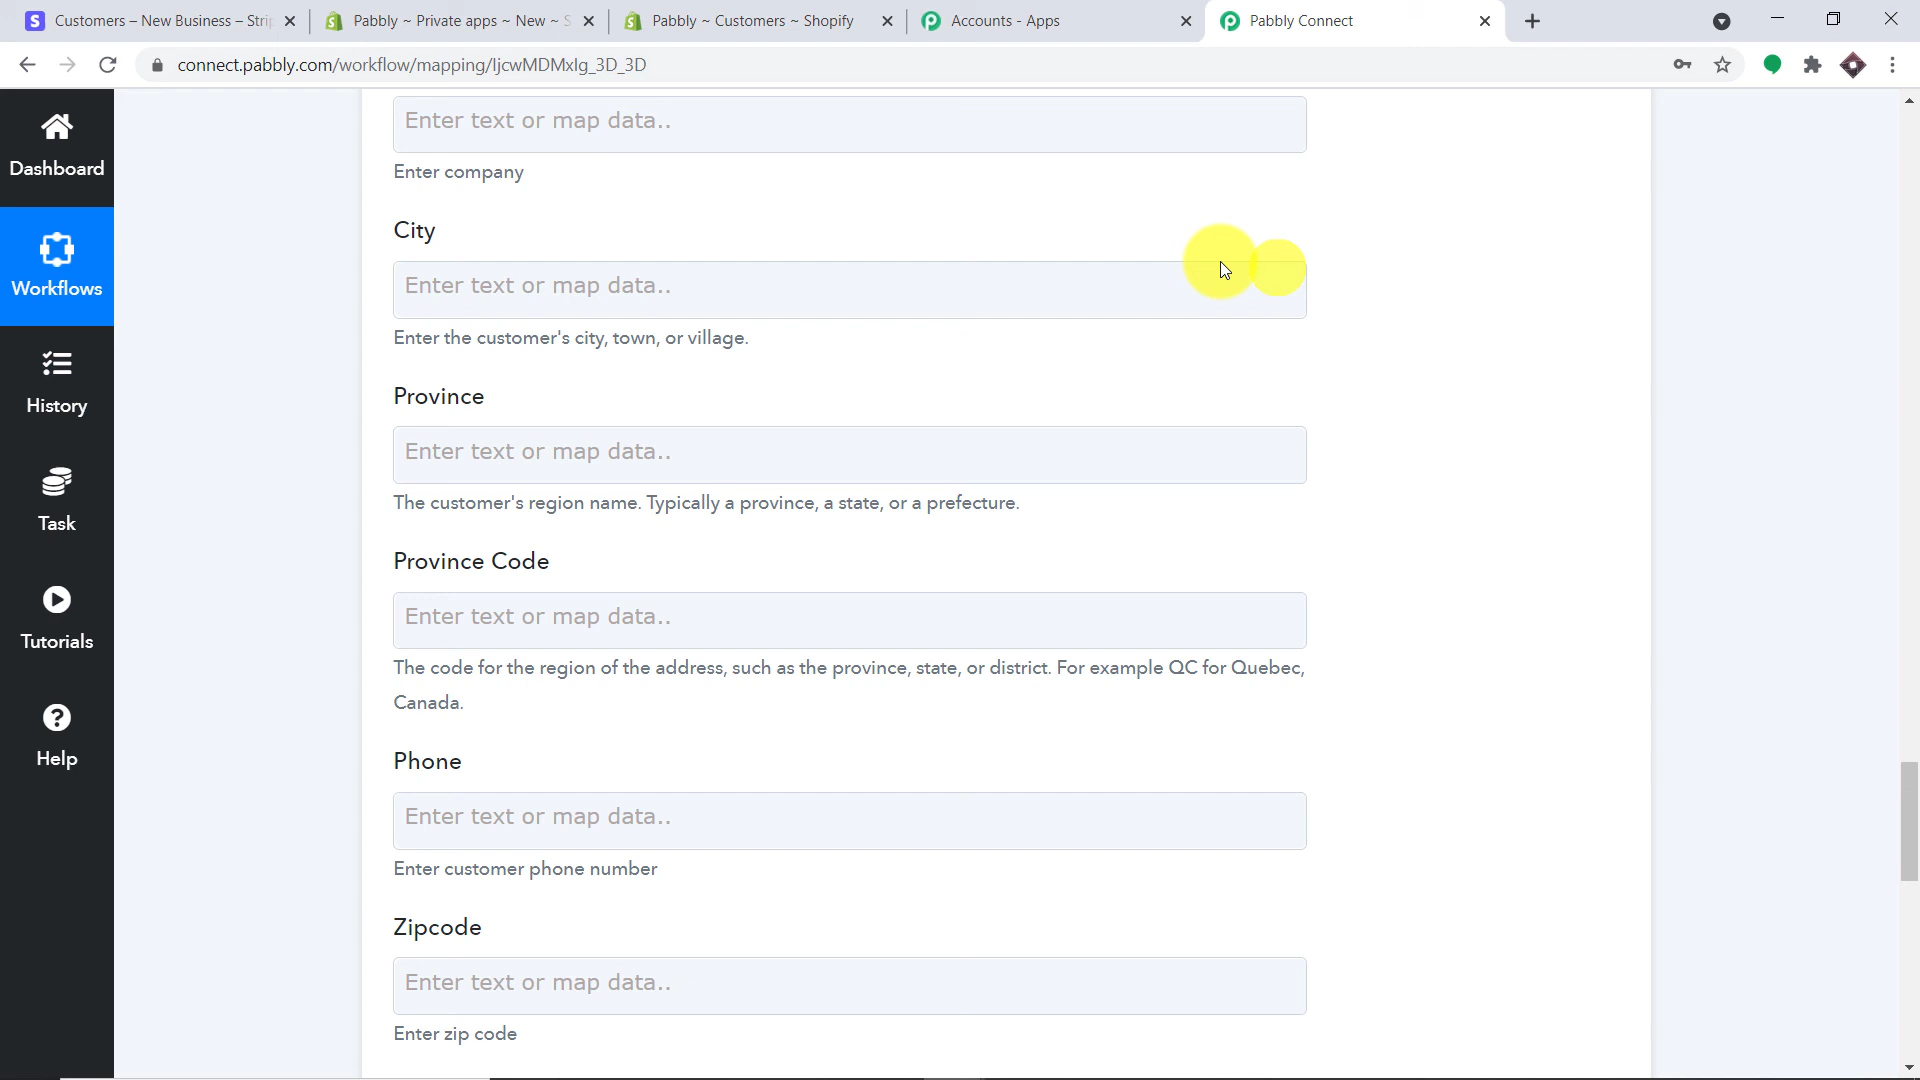 Customers – New Business – Stri
Pabbly ~ Private apps ~ New ~ S
Pabbly ~ Customers ~ Shopify
Accounts - Apps
Pabbly Connect
connect.pabbly.com/workflow/mapping/IjcwMDMxIg_3D_3D
Dashboard
Workflows
History
Task
Tutorials
Help
Enter text or map data..
Enter company
City
Enter text or map data..
Enter the customer's city, town, or village.
Province
Enter text or map data..
The customer's region name. Typically a province, a state, or a prefecture.
Province Code
Enter text or map data..
The code for the region of the address, such as the province, state, or district. For example QC for Quebec,
Canada.
Phone
Enter text or map data..
Enter customer phone number
Zipcode
Enter text or map data..
Enter zip code